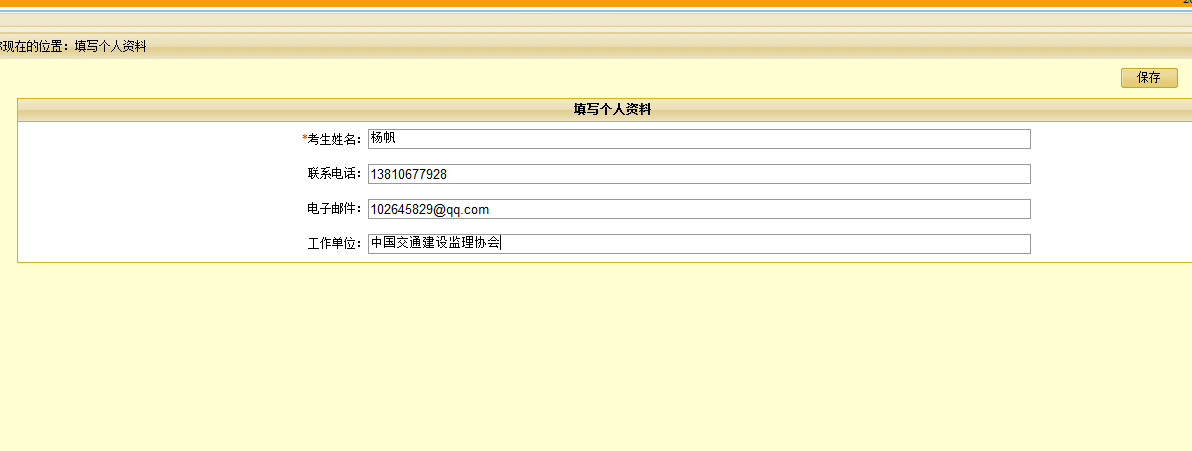 现在的位置：填写个人资料
保存
填写个人资料
*考生姓名：杨帆
联系电话：13810677928
电子邮件：102645829@qq.com
工作单位：中国交通建设监理协会